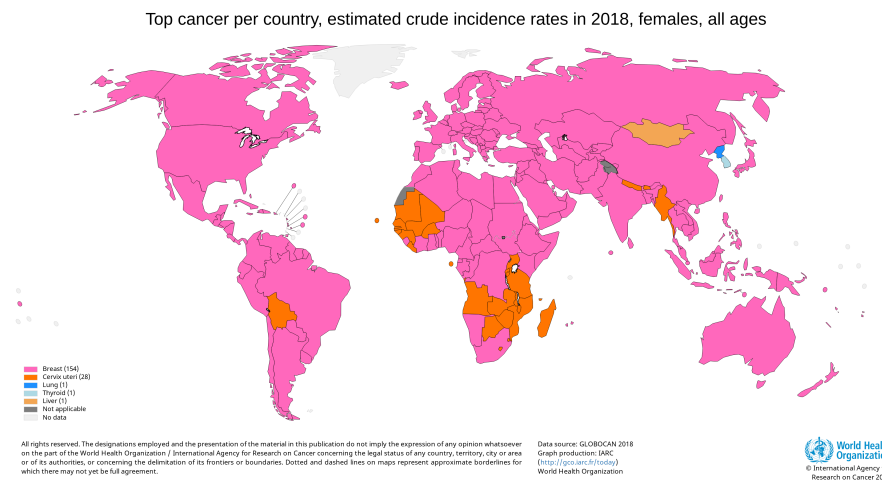 Top cancer per country, estimated crude incidence rates in 2018, females, all ages
Breast (154)
Cervix uteri (28)
Lung (1)
Thyroid (1)
Liver (1)
Not applicable
No data
All rights reserved. The designations employed and the presentation of the material in this publication do not imply the expression of any opinion whatsoever
on the part of the World Health Organization / International Agency for Research on Cancer concerning the legal status of any country, territory, city or area
or of its authorities, or concerning the delimitation of its frontiers or boundaries. Dotted and dashed lines on maps represent approximate borderlines for
which there may not yet be full agreement.
Data source: GLOBOCAN 2018
Graph production: IARC
(http://gco.iarc.fr/today)
World Health Organization
World Heal
Organizatio
© International Agency
Research on Cancer 20